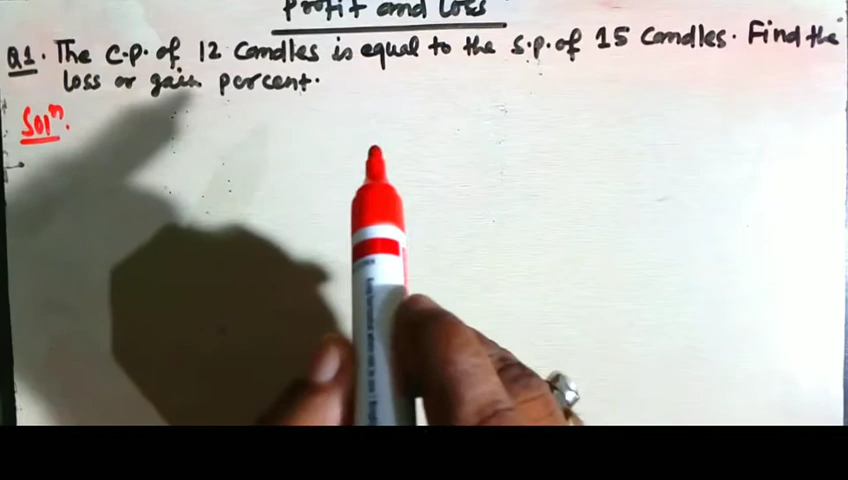 Profit and Loss
Q1. The C.P. of 12 candles is equal to the S.P. of 15 candles. Find the
loss or gain percent.
Solⁿ.